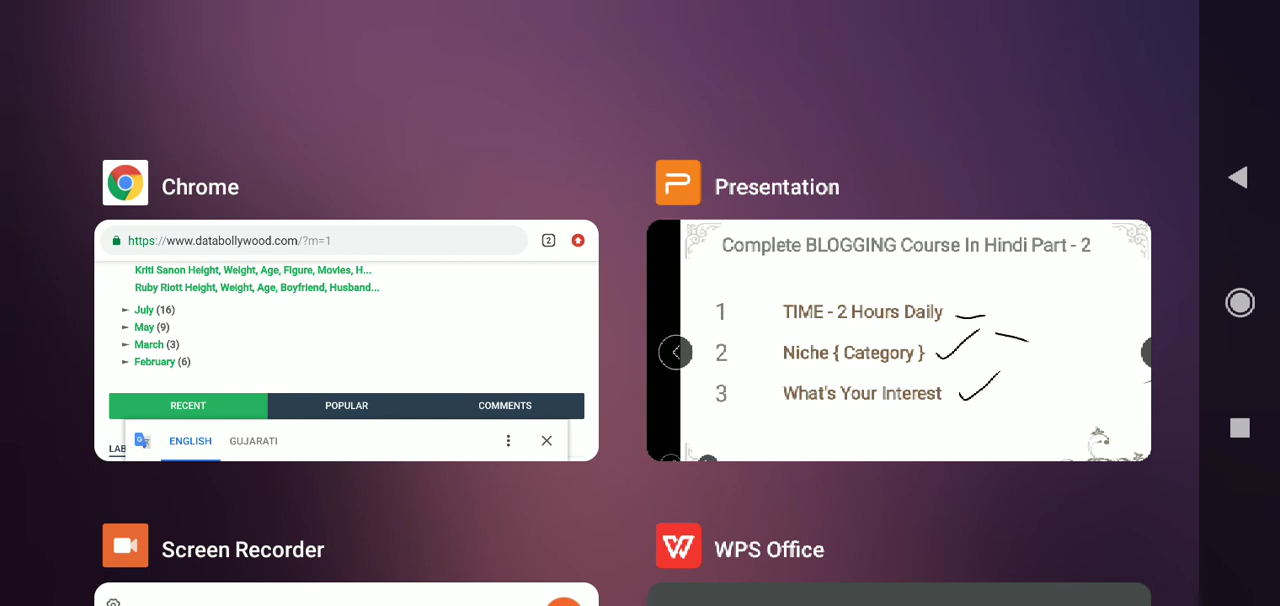 Chrome
Presentation
https://www.databollywood.com/?m=1
2
Kriti Sanon Height, Weight, Age, Figure, Movies, H...
Ruby Riott Height, Weight, Age, Boyfriend, Husband...
► July (16)
► May (9)
► March (3)
► February (6)
RECENT POPULAR COMMENTS
LAB
ENGLISH GUJARATI
Complete BLOGGING Course In Hindi Part - 2
1 TIME - 2 Hours Daily
2 Niche { Category }
3 What's Your Interest
Screen Recorder
WPS Office